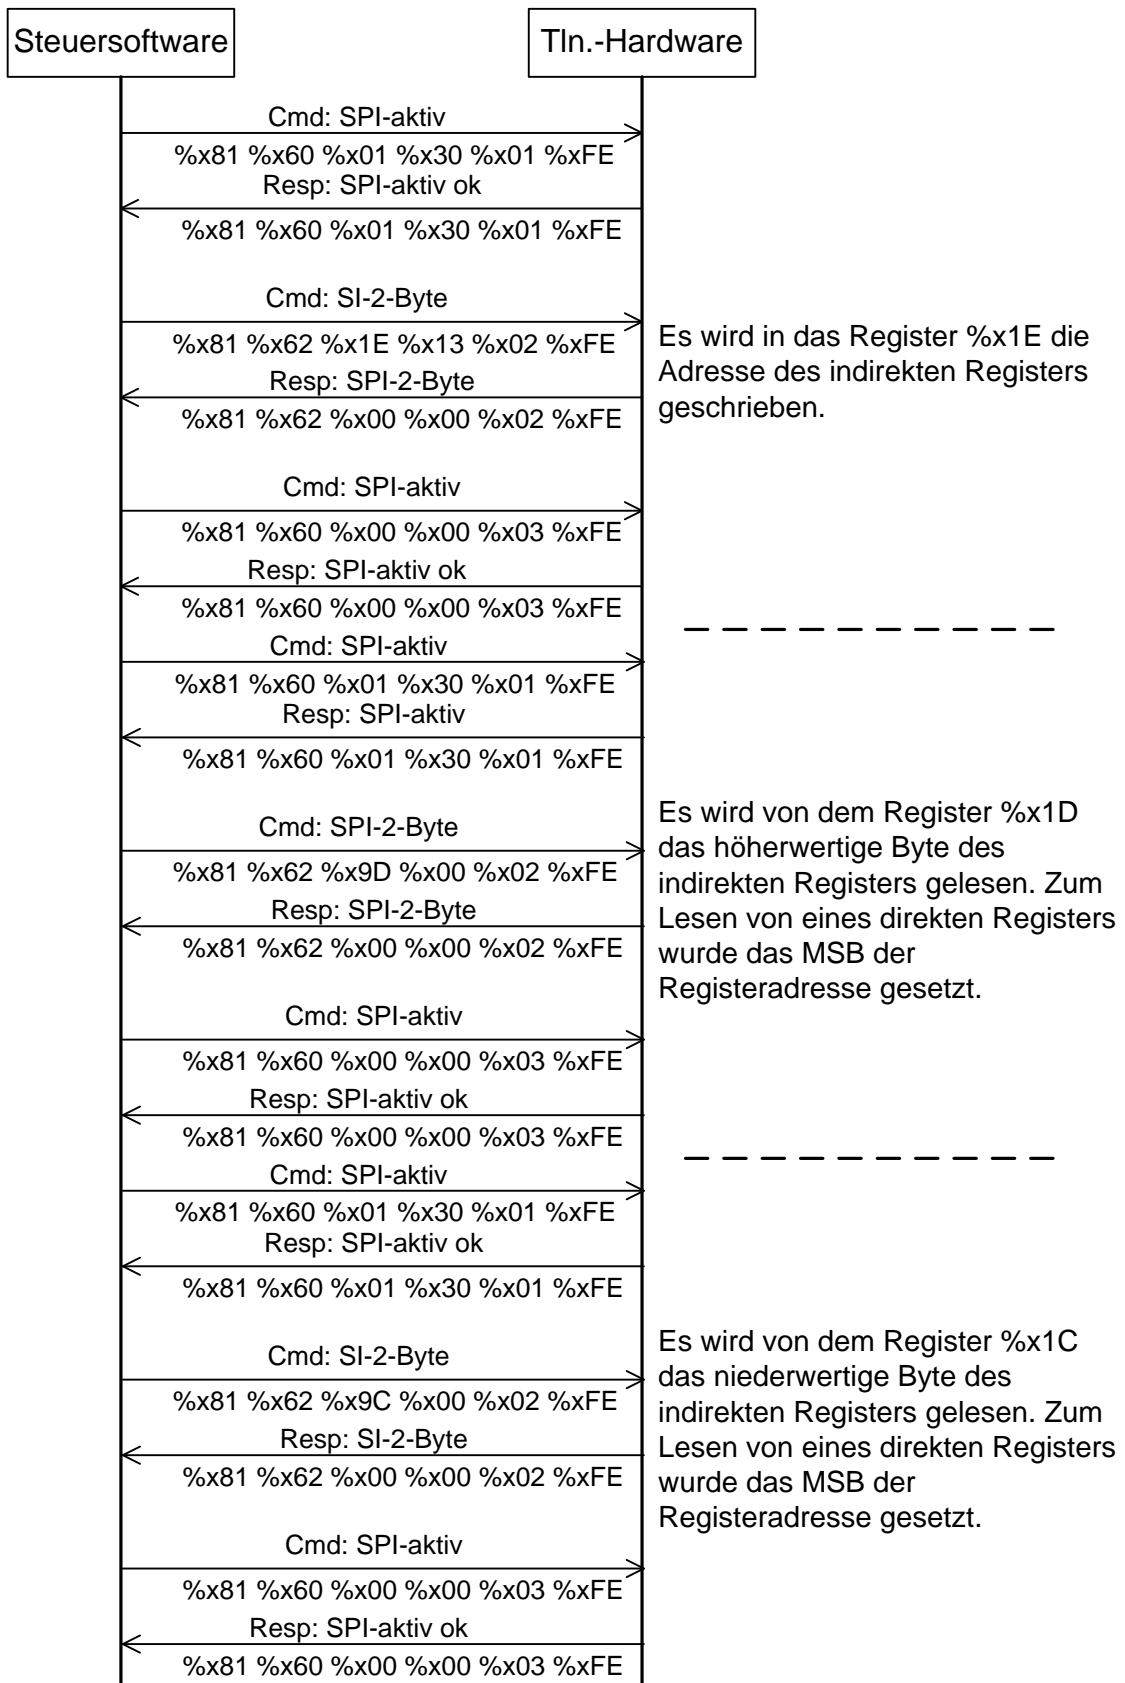 Steuersoftware
Tln.-Hardware
Cmd: SPI-aktiv
%x81 %x60 %x01 %x30 %x01 %xFE
Resp: SPI-aktiv ok
%x81 %x60 %x01 %x30 %x01 %xFE
Cmd: SI-2-Byte
%x81 %x62 %x1E %x13 %x02 %xFE
Resp: SPI-2-Byte
%x81 %x62 %x00 %x00 %x02 %xFE
Es wird in das Register %x1E die
Adresse des indirekten Registers
geschrieben.
Cmd: SPI-aktiv
%x81 %x60 %x00 %x00 %x03 %xFE
Resp: SPI-aktiv ok
%x81 %x60 %x00 %x00 %x03 %xFE
Cmd: SPI-aktiv
%x81 %x60 %x01 %x30 %x01 %xFE
Resp: SPI-aktiv
%x81 %x60 %x01 %x30 %x01 %xFE
Cmd: SPI-2-Byte
%x81 %x62 %x9D %x00 %x02 %xFE
Resp: SPI-2-Byte
%x81 %x62 %x00 %x00 %x02 %xFE
Es wird von dem Register %x1D
das höherwertige Byte des
indirekten Registers gelesen. Zum
Lesen von eines direkten Registers
wurde das MSB der
Registeradresse gesetzt.
Cmd: SPI-aktiv
%x81 %x60 %x00 %x00 %x03 %xFE
Resp: SPI-aktiv ok
%x81 %x60 %x00 %x00 %x03 %xFE
Cmd: SPI-aktiv
%x81 %x60 %x01 %x30 %x01 %xFE
Resp: SPI-aktiv ok
%x81 %x60 %x01 %x30 %x01 %xFE
Cmd: SI-2-Byte
%x81 %x62 %x9C %x00 %x02 %xFE
Resp: SI-2-Byte
%x81 %x62 %x00 %x00 %x02 %xFE
Es wird von dem Register %x1C
das niederwertige Byte des
indirekten Registers gelesen. Zum
Lesen von eines direkten Registers
wurde das MSB der
Registeradresse gesetzt.
Cmd: SPI-aktiv
%x81 %x60 %x00 %x00 %x03 %xFE
Resp: SPI-aktiv ok
%x81 %x60 %x00 %x00 %x03 %xFE